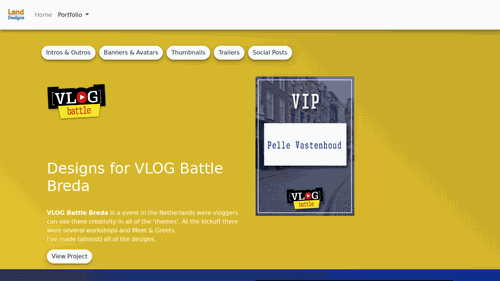 Land
Designs
Home
Portfolio
Intros & Outros
Banners & Avatars
Thumbnails
Trailers
Social Posts
VLOG
battle
VIP
Pelle Vastenhoud
VLOG
battle
Designs for VLOG Battle
Breda
VLOG Battle Breda is a event in the Netherlands were vloggers
can use there creativity in all of the 'themes'. At the kickoff there
were several workshops and Meet & Greets.
I've made (almost) all of the designs.
View Project